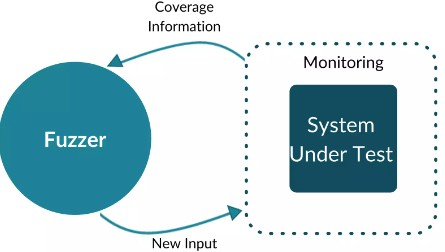 Coverage
Information
Monitoring
System
Under Test
Fuzzer
New Input